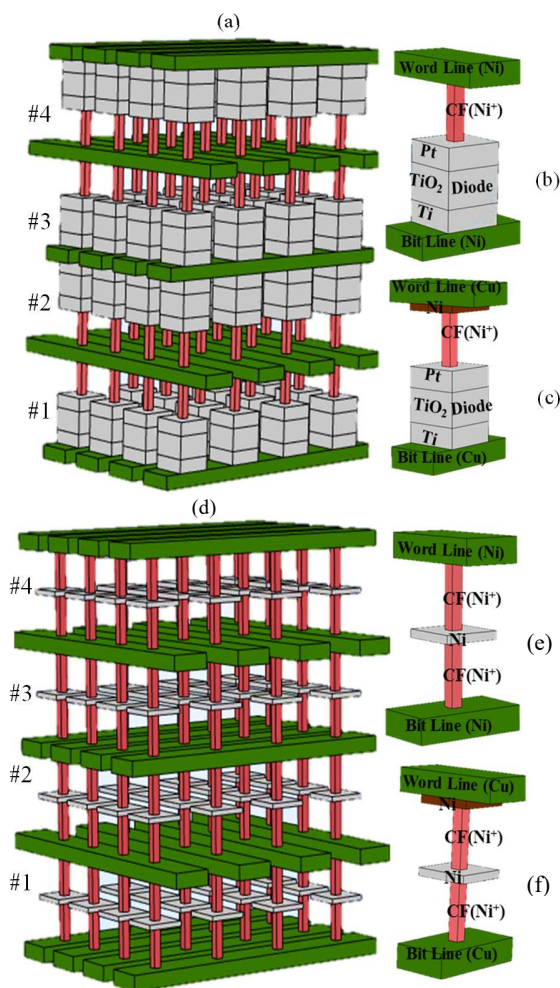 (a)
#4
#3
#2
#1
Word Line (Ni)
CF(Ni⁺)
Pt
TiO₂ Diode
Ti
Bit Line (Ni)
(b)
Word Line (Cu)
Ni
CF(Ni⁺)
Pt
TiO₂ Diode
Ti
Bit Line (Cu)
(c)
(d)
#4
#3
#2
#1
Word Line (Ni)
CF(Ni⁺)
Ni
CF(Ni⁺)
Bit Line (Ni)
(e)
Word Line (Cu)
Ni
CF(Ni⁺)
Ni
CF(Ni⁺)
Bit Line (Cu)
(f)